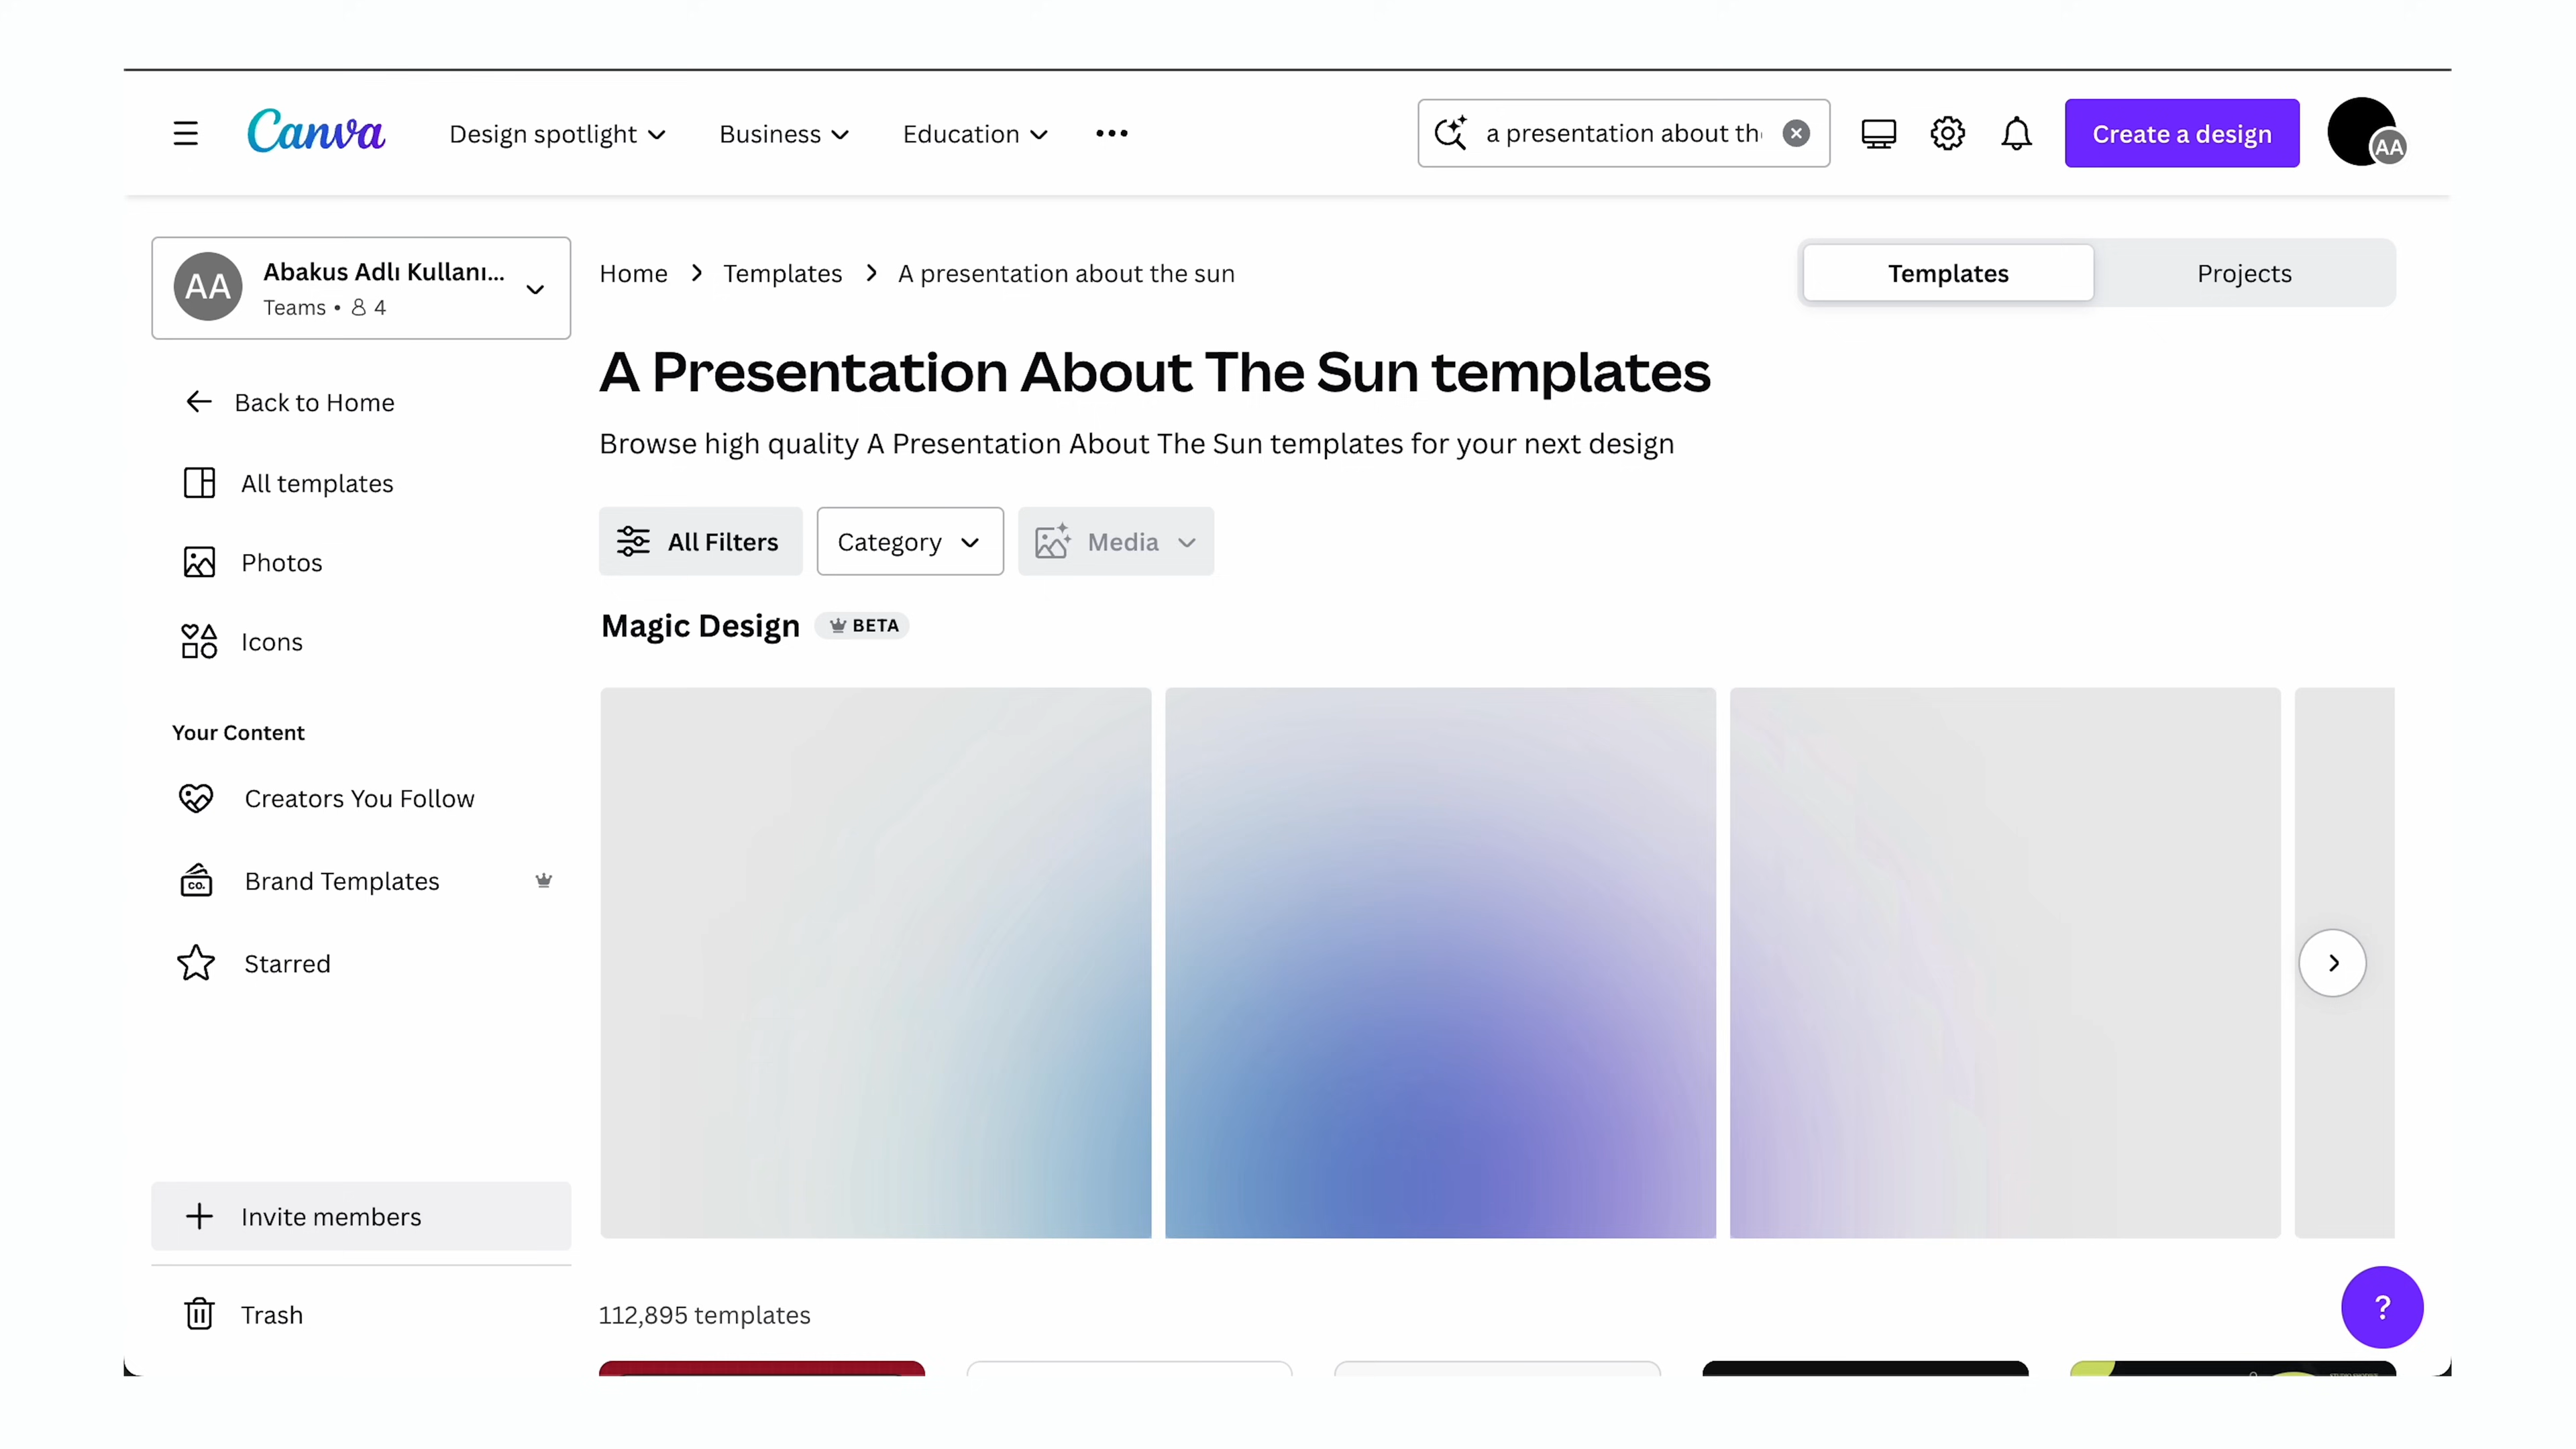 Canva
Design spotlight
Business
Education
a presentation about th
Create a design
AA
AA
Abakus Adlı Kullanı...
Teams • 4
Home > Templates > A presentation about the sun
Templates
Projects
A Presentation About The Sun templates
Browse high quality A Presentation About The Sun templates for your next design
Back to Home
All templates
Photos
Icons
All Filters
Category
Media
Magic Design
BETA
Your Content
Creators You Follow
CO.
Brand Templates
Starred
Invite members
Trash
112,895 templates
?